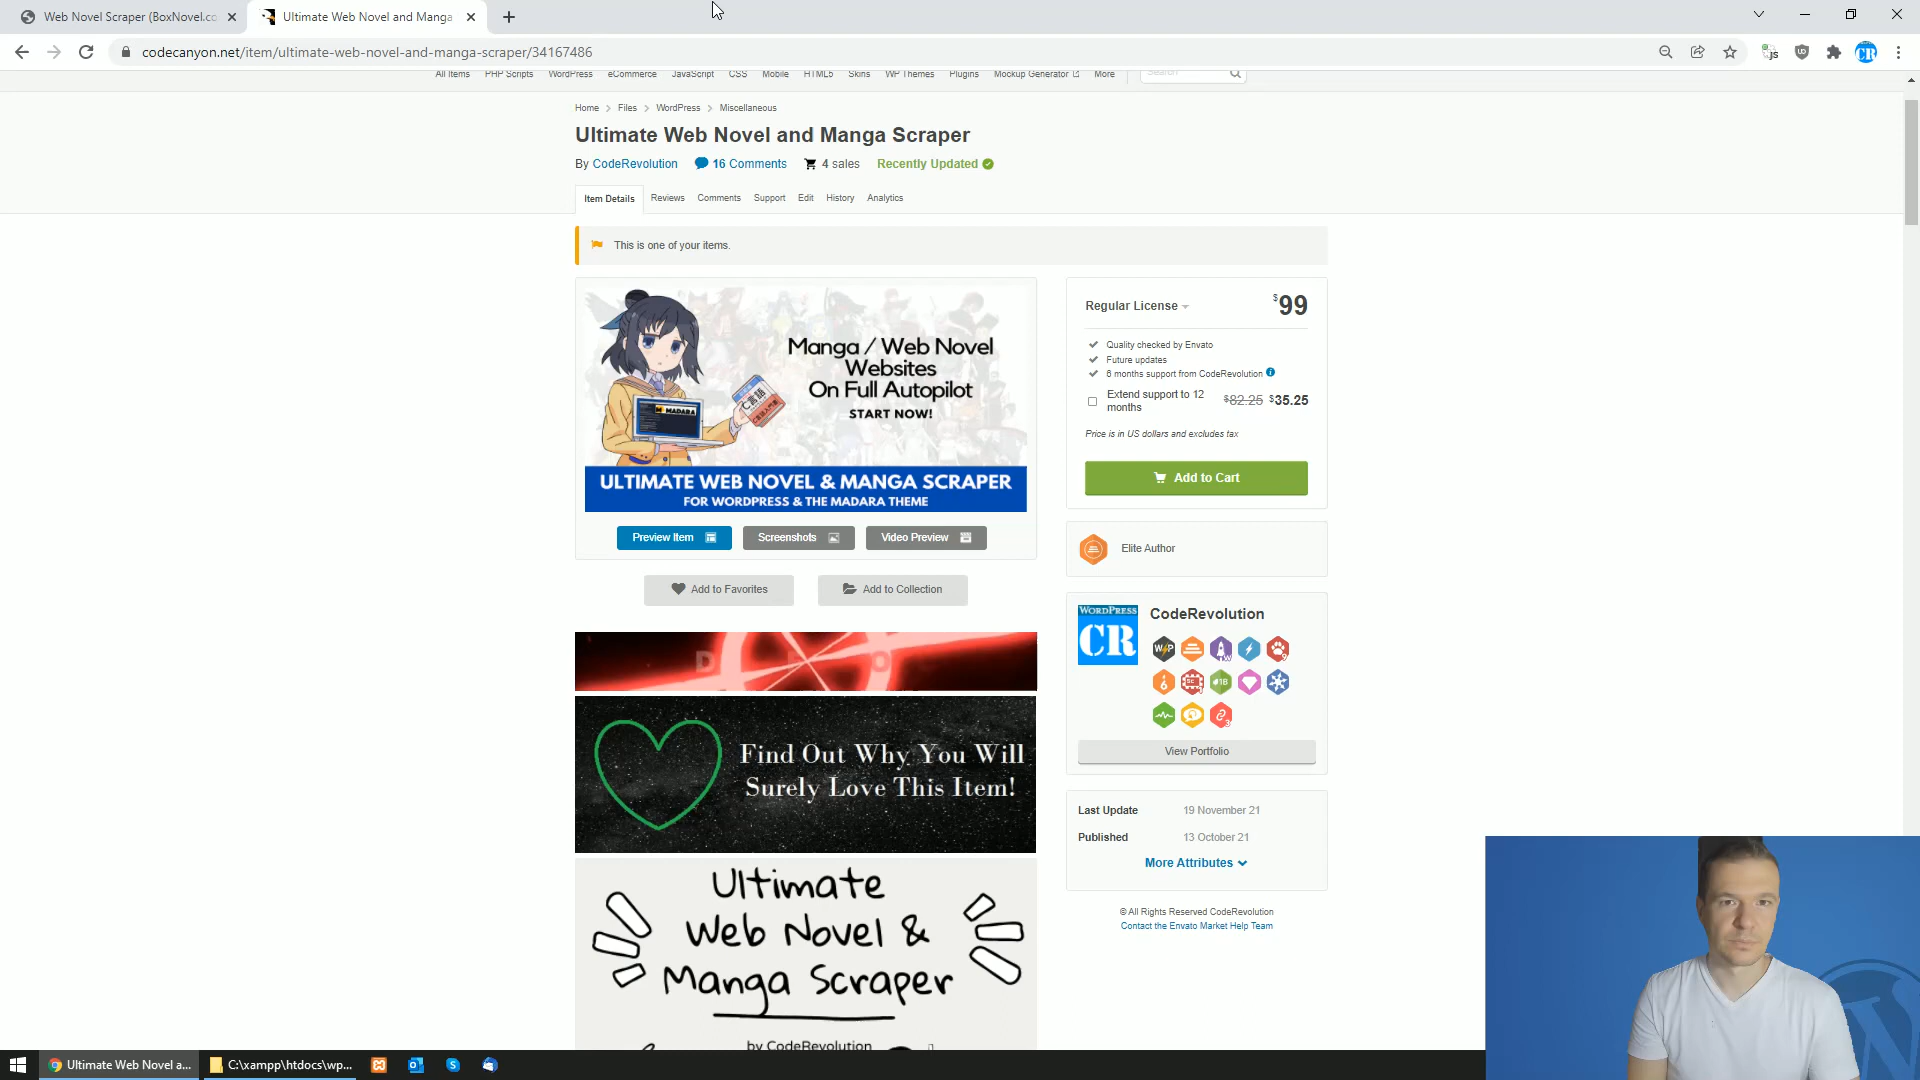 Web Novel Scraper (BoxNovel.co
Ultimate Web Novel and Manga
codecanyon.net/item/ultimate-web-novel-and-manga-scraper/34167486
All Items PHP Scripts WordPress eCommerce JavaScript CSS Mobile HTML5 Skins WP Themes Plugins Mockup Generator More Search
Home > Files > WordPress > Miscellaneous
Ultimate Web Novel and Manga Scraper
By CodeRevolution 16 Comments 4 sales Recently Updated
Item Details Reviews Comments Support Edit History Analytics
This is one of your items.
Manga / Web Novel
Websites
On Full Autopilot
START NOW!
MADARA
ULTIMATE WEB NOVEL & MANGA SCRAPER
FOR WORDPRESS & THE MADARA THEME
Preview Item Screenshots Video Preview
Add to Favorites Add to Collection
Find Out Why You Will
Surely Love This Item!
Ultimate
Web Novel &
Manga Scraper
by CodeRevolution
Regular License $99
Quality checked by Envato
Future updates
6 months support from CodeRevolution
Extend support to 12 months $82.25 $35.25
Price is in US dollars and excludes tax
Add to Cart
Elite Author
WORDPRESS
CR
CodeRevolution
View Portfolio
Last Update 19 November 21
Published 13 October 21
More Attributes
© All Rights Reserved CodeRevolution
Contact the Envato Market Help Team
Ultimate Web Novel a...
C:\xampp\htdocs\wp...